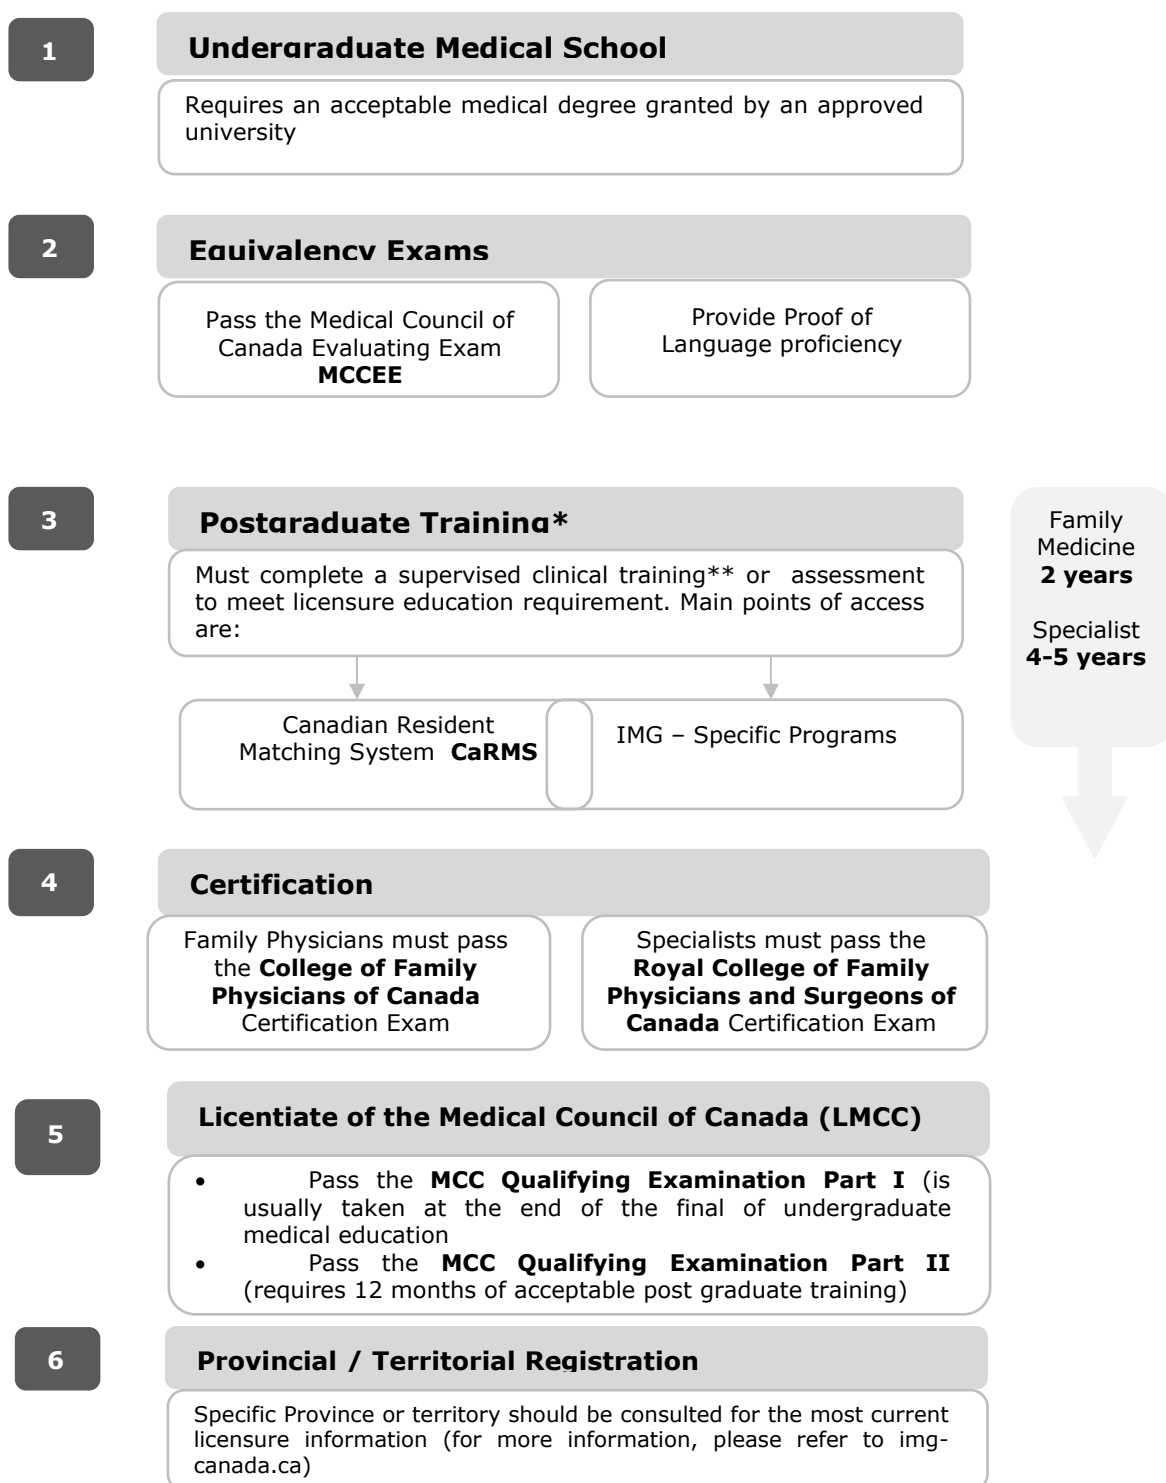 1
Undergraduate Medical School
Requires an acceptable medical degree granted by an approved
university
2
Equivalency Exams
Pass the Medical Council of
Canada Evaluating Exam
MCCEE
Provide Proof of
Language proficiency
3
Postgraduate Training*
Must complete a supervised clinical training** or assessment
to meet licensure education requirement. Main points of access
are:
Canadian Resident
Matching System CaRMS
IMG – Specific Programs
Family
Medicine
2 years
Specialist
4-5 years
4
Certification
Family Physicians must pass
the College of Family
Physicians of Canada
Certification Exam
Specialists must pass the
Royal College of Family
Physicians and Surgeons of
Canada Certification Exam
5
Licentiate of the Medical Council of Canada (LMCC)
• Pass the MCC Qualifying Examination Part I (is
usually taken at the end of the final of undergraduate
medical education
• Pass the MCC Qualifying Examination Part II
(requires 12 months of acceptable post graduate training)
6
Provincial / Territorial Registration
Specific Province or territory should be consulted for the most current
licensure information (for more information, please refer to img-
canada.ca)